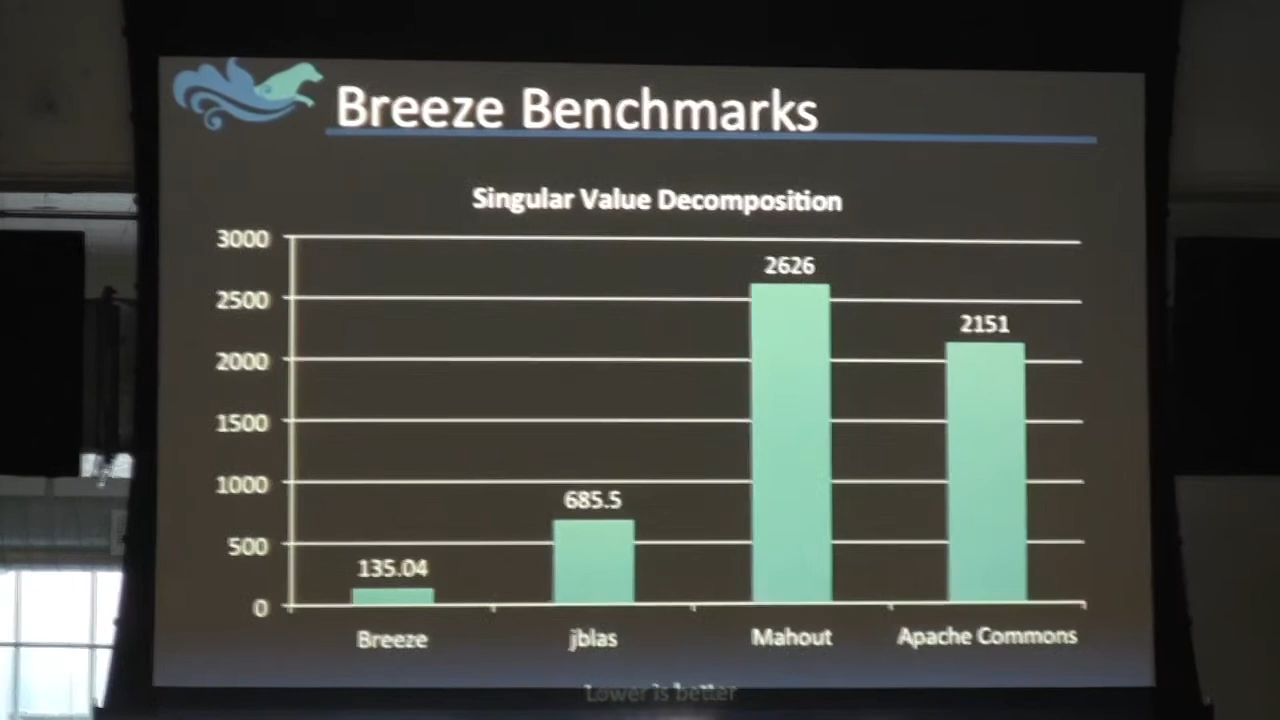 Breeze Benchmarks
Singular Value Decomposition
3000
2500
2000
1500
1000
500
0
135.04
685.5
2626
2151
Breeze
jblas
Mahout
Apache Commons
Lower is better